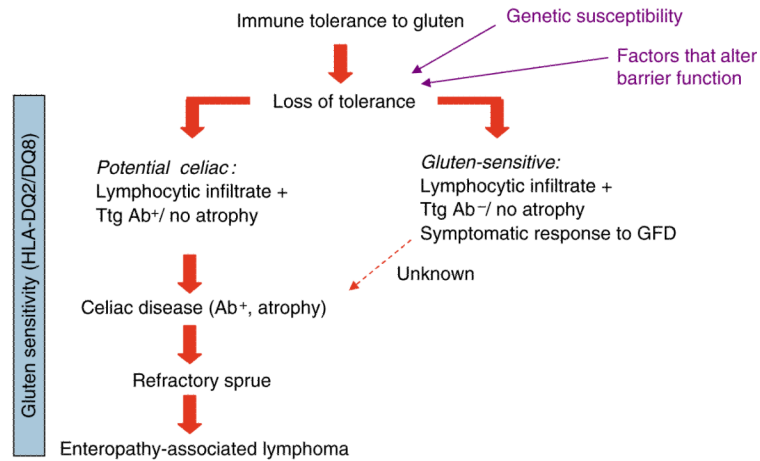 Immune tolerance to gluten
Genetic susceptibility
Factors that alter
barrier function
Loss of tolerance
Gluten sensitivity (HLA-DQ2/DQ8)
Potential celiac:
Lymphocytic infiltrate +
Ttg Ab⁺/ no atrophy
Gluten-sensitive:
Lymphocytic infiltrate +
Ttg Ab⁻/ no atrophy
Symptomatic response to GFD
Unknown
Celiac disease (Ab⁺, atrophy)
Refractory sprue
Enteropathy-associated lymphoma